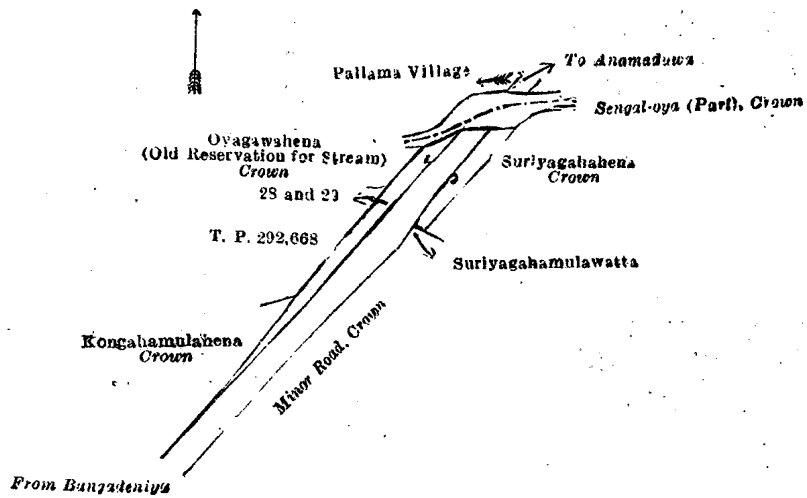 To Anamaduwa
Pallama Village
Sengal-oya (Part), Crown
Oyagawahena
(Old Reservation for Stream)
Crown
Suriyagahahena
Crown
28 and 29
T. P. 292,668
Suriyagahamulawatta
Kongahamulahena
Crown
Minor Road, Crown
From Bangadeniya